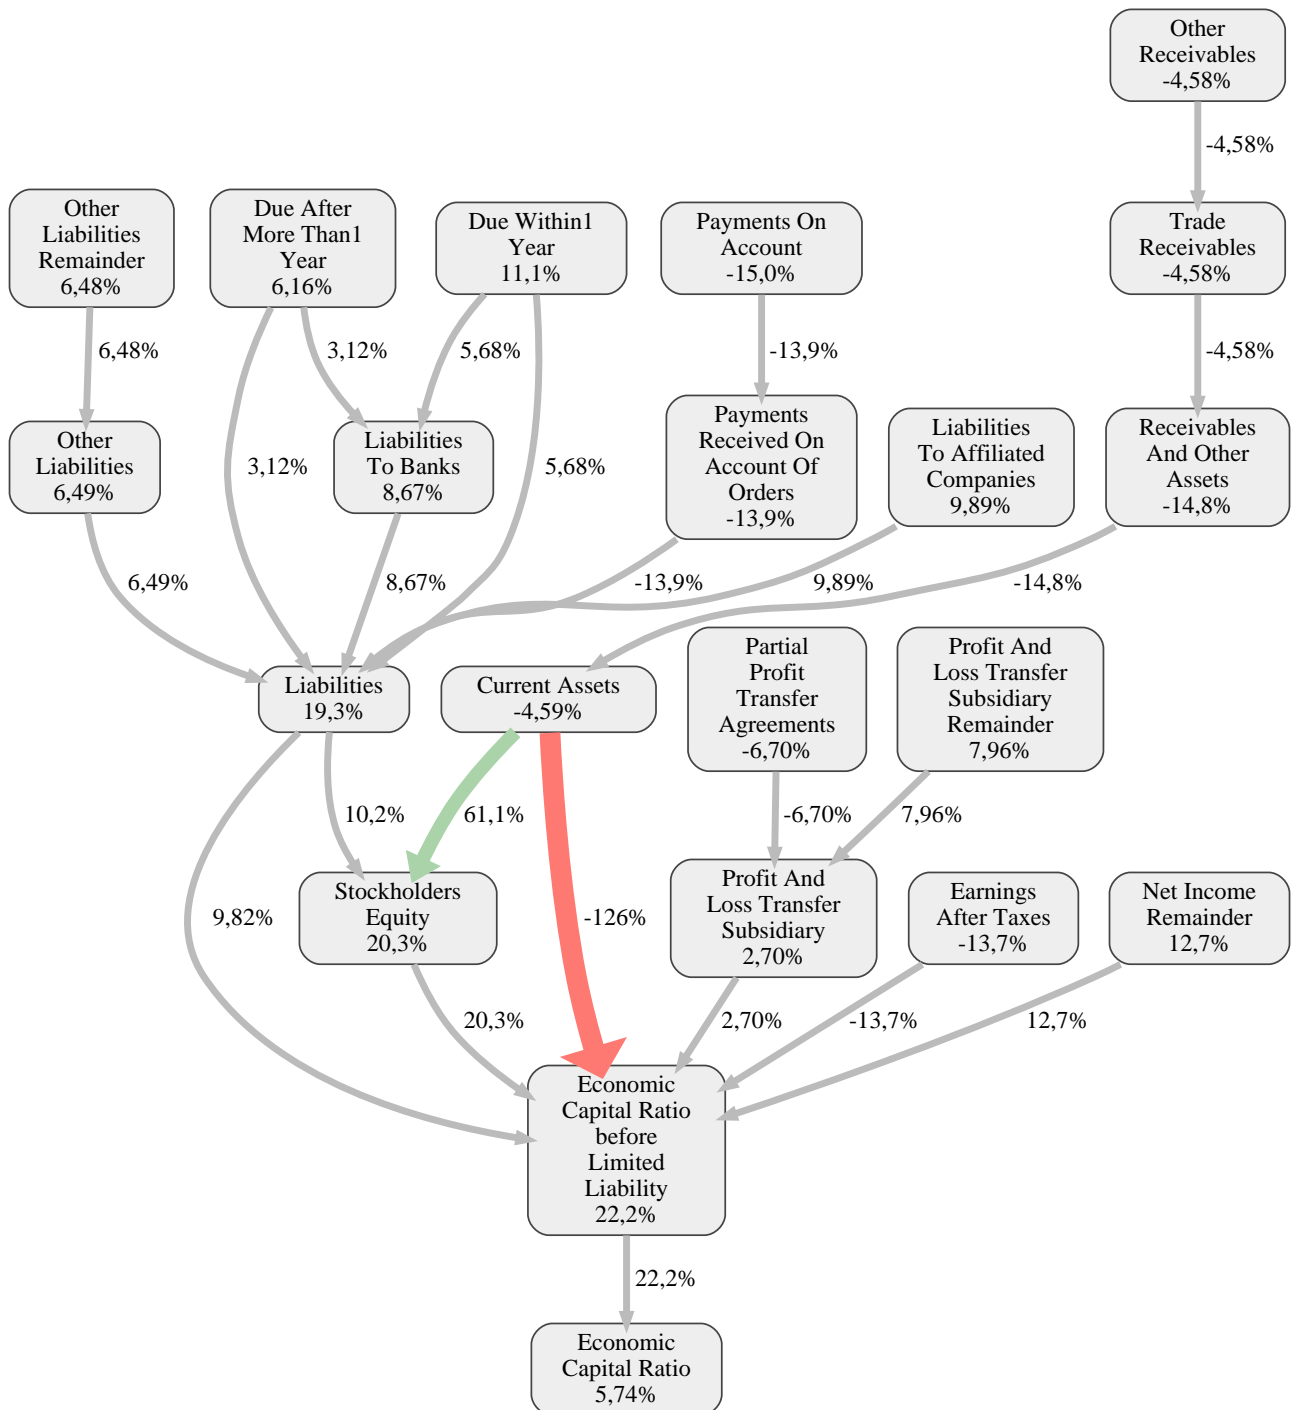 Other
Receivables
-4,58%
-4,58%
Other
Liabilities
Remainder
6,48%
Due After
More Than1
Year
6,16%
Due Within1
Year
11,1%
Payments On
Account
-15,0%
Trade
Receivables
-4,58%
6,48%
3,12%
5,68%
-13,9%
-4,58%
Other
Liabilities
6,49%
3,12%
Liabilities
To Banks
8,67%
5,68%
Payments
Received On
Account Of
Orders
-13,9%
Liabilities
To Affiliated
Companies
9,89%
Receivables
And Other
Assets
-14,8%
6,49%
8,67%
-13,9%
9,89%
-14,8%
Liabilities
19,3%
Current Assets
-4,59%
Partial
Profit
Transfer
Agreements
-6,70%
Profit And
Loss Transfer
Subsidiary
Remainder
7,96%
10,2%
61,1%
-6,70%
7,96%
9,82%
Stockholders
Equity
20,3%
-126%
Profit And
Loss Transfer
Subsidiary
2,70%
Earnings
After Taxes
-13,7%
Net Income
Remainder
12,7%
20,3%
2,70%
-13,7%
12,7%
Economic
Capital Ratio
before
Limited
Liability
22,2%
22,2%
Economic
Capital Ratio
5,74%